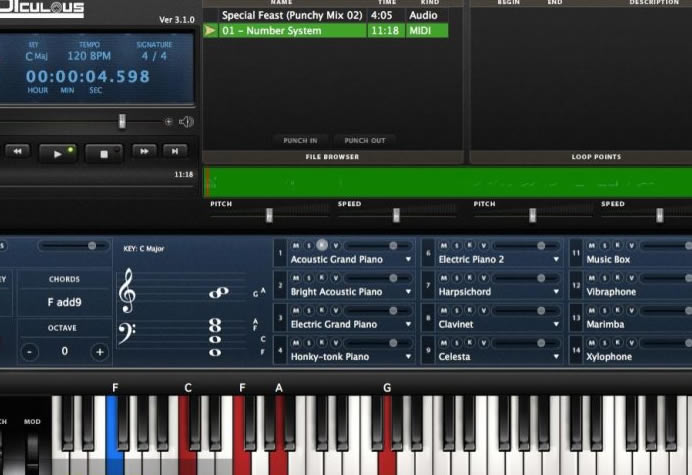 NAME TIME KIND BEGIN END DESCRIPTION
Ver 3.1.0
Special Feast (Punchy Mix 02) 4:05 Audio
01 - Number System 11:18 MIDI
KEY TEMPO SIGNATURE
C Maj 120 BPM 4 / 4
00:00:04.598
HOUR MIN SEC
PUNCH IN PUNCH OUT
FILE BROWSER LOOP POINTS
11:18
PITCH SPEED PITCH SPEED
KEY: C Major
CHORDS
F add9
OCTAVE
- 0 +
G A
A
F
C
F
1 M S R V Acoustic Grand Piano
2 M S R V Bright Acoustic Piano
3 M S R V Electric Grand Piano
4 M S R V Honky-tonk Piano
6 M S R V Electric Piano 2
7 M S R V Harpsichord
8 M S R V Clavinet
9 M S R V Celesta
11 M S R V Music Box
12 M S R V Vibraphone
13 M S R V Marimba
14 M S R V Xylophone
F C F A G
MOD